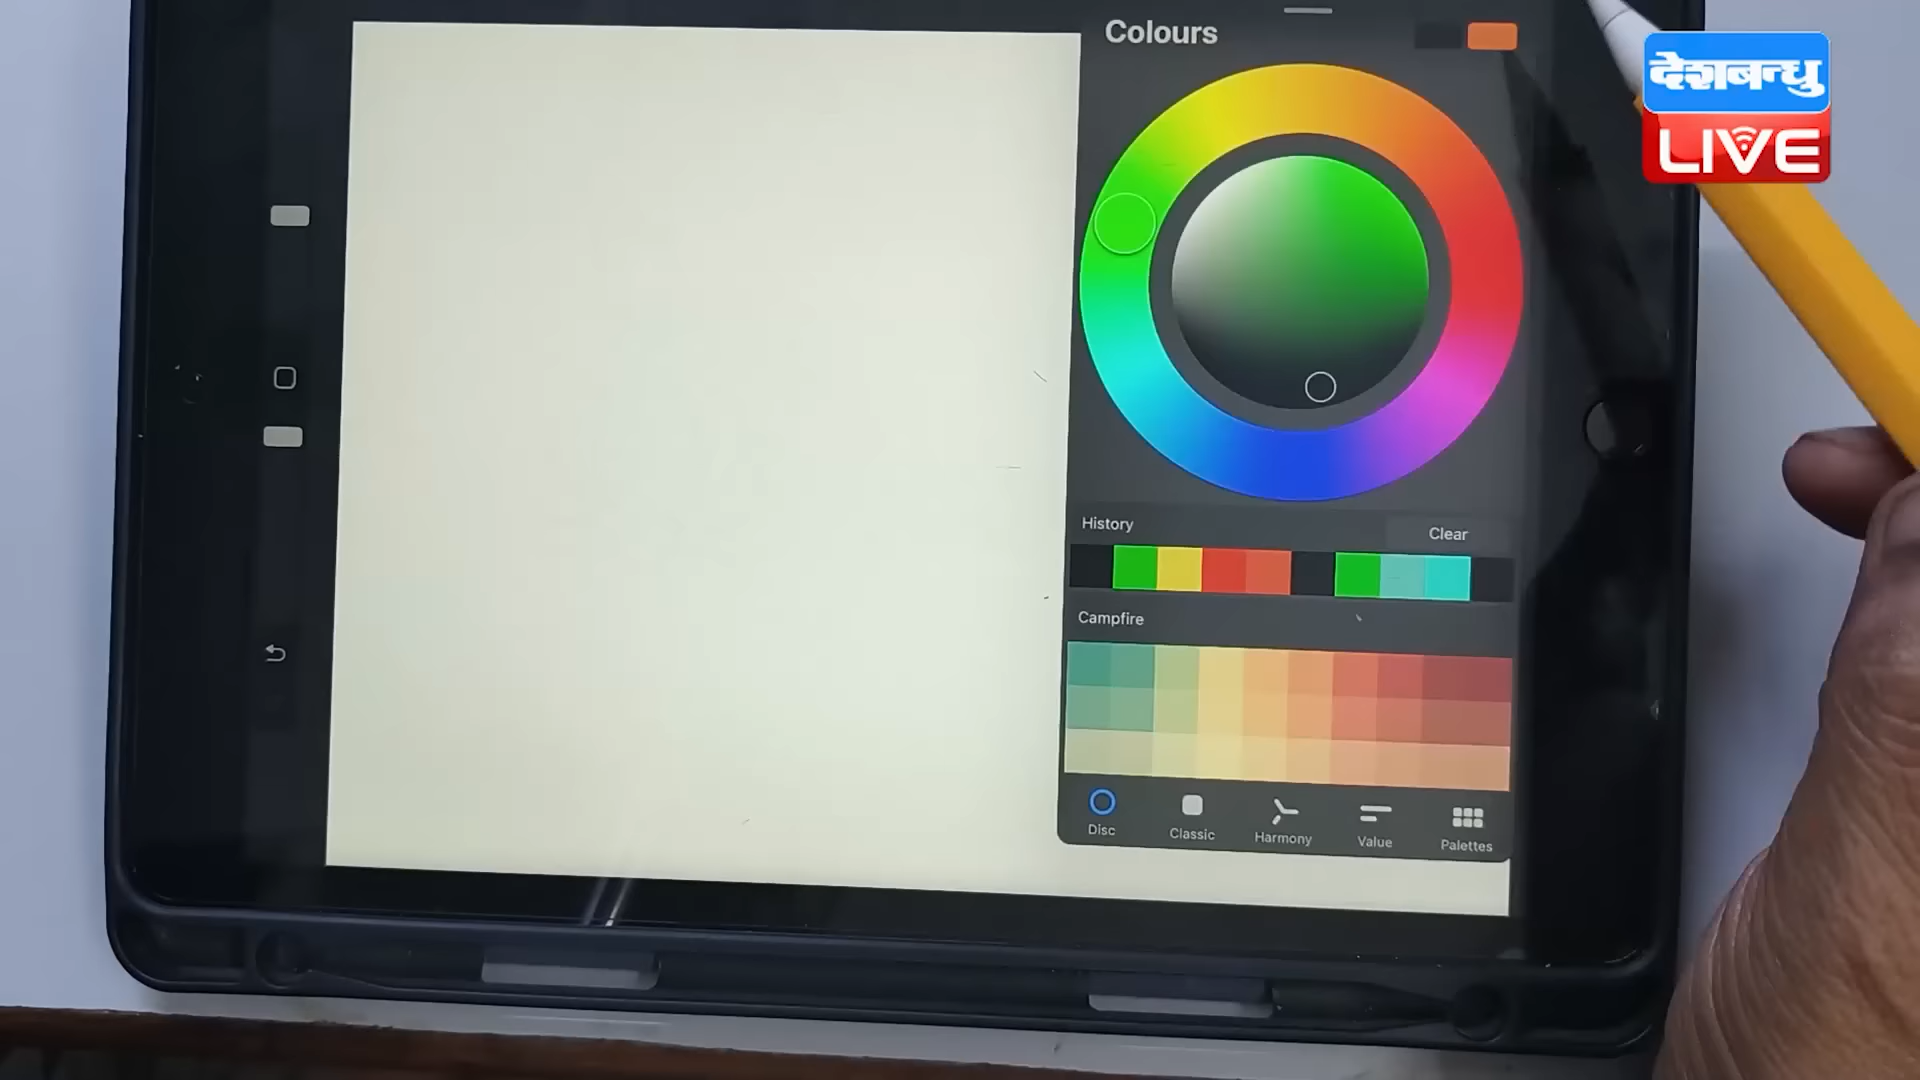 Colours
देशबन्धु
LIVE
History
Clear
Campfire
Disc
Classic
Harmony
Value
Palettes